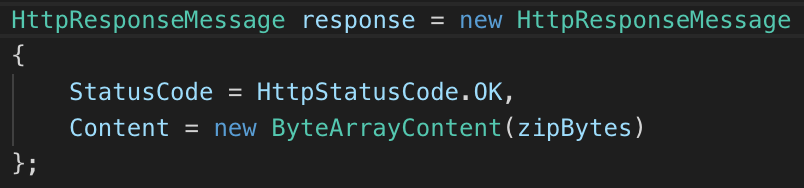 HttpResponseMessage response = new HttpResponseMessage
{
    StatusCode = HttpStatusCode.OK,
    Content = new ByteArrayContent(zipBytes)
};